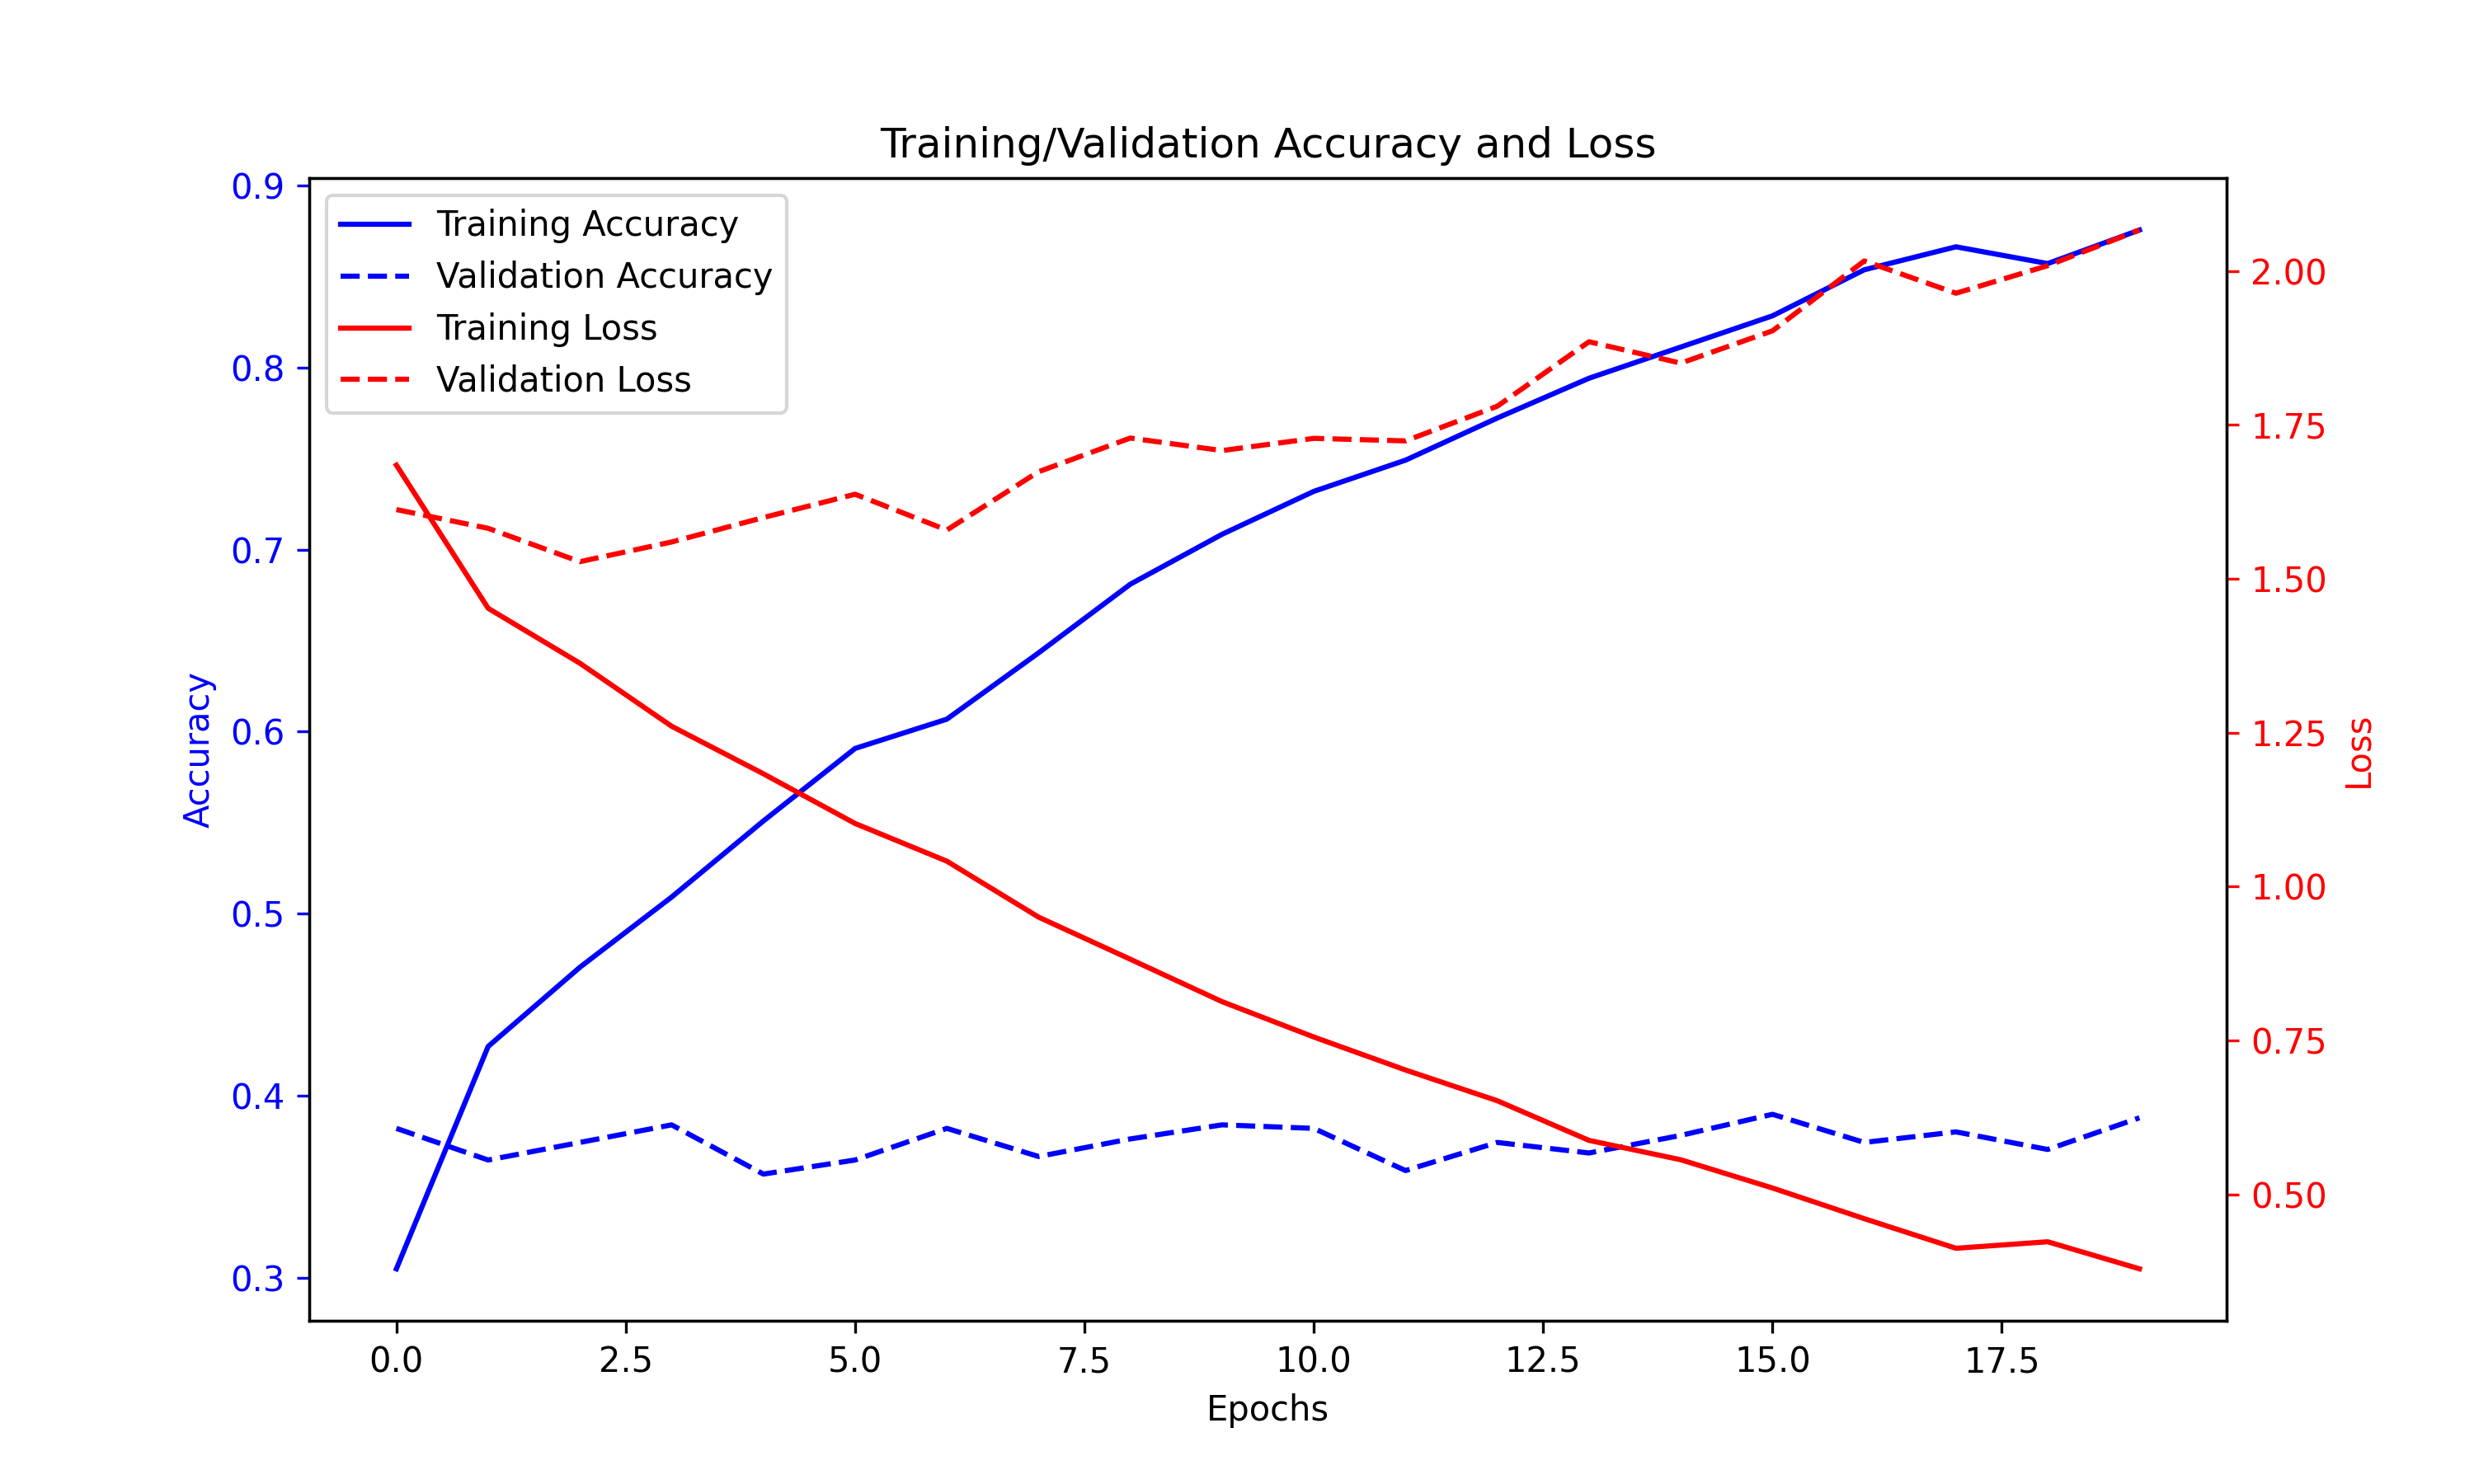 Training/Validation Accuracy and Loss
Training Accuracy
Validation Accuracy
Training Loss
Validation Loss
0.9
0.8
0.7
0.6
0.5
0.4
0.3
Accuracy
2.00
1.75
1.50
1.25
1.00
0.75
0.50
Loss
0.0 2.5 5.0 7.5 10.0 12.5 15.0 17.5
Epochs